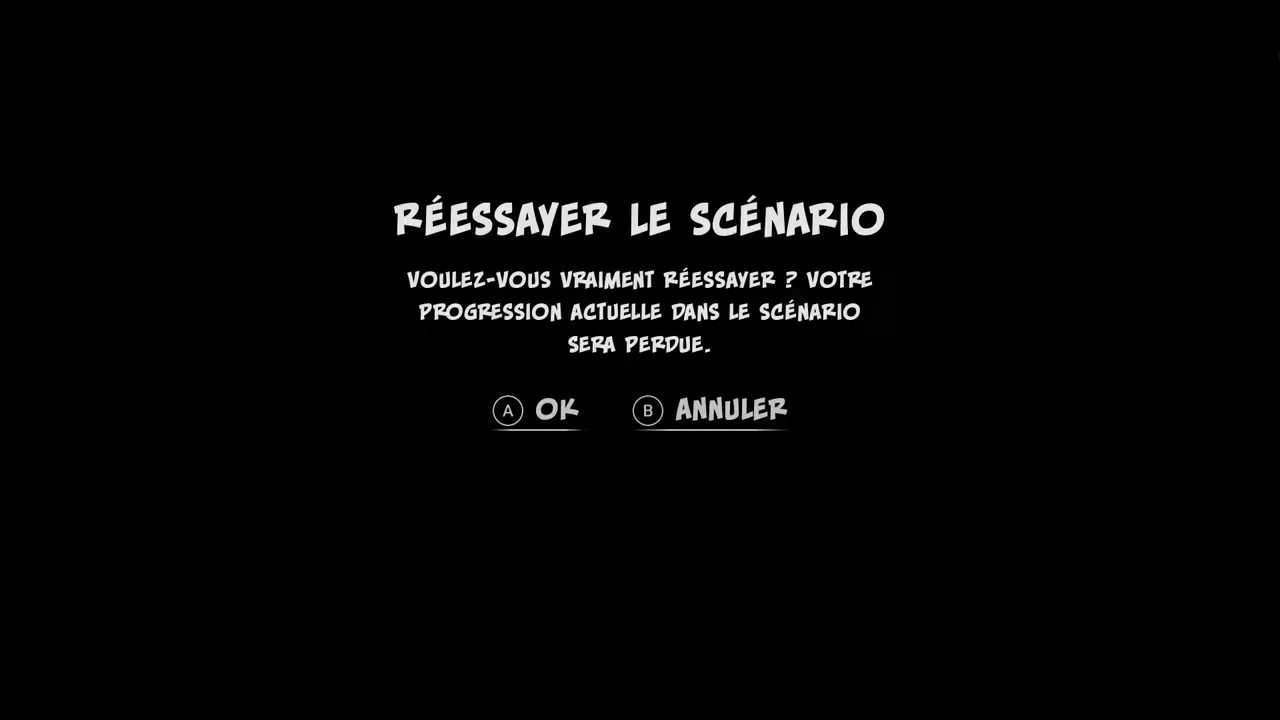 RÉESSAYER LE SCÉNARIO
VOULEZ-VOUS VRAIMENT RÉESSAYER ? VOTRE
PROGRESSION ACTUELLE DANS LE SCÉNARIO
SERA PERDUE.
A OK B ANNULER